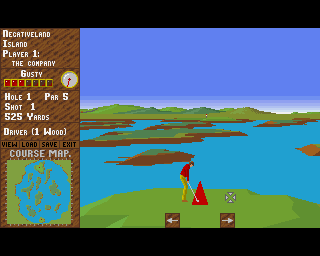 Negativeland
Island
Player 1:
the company
Gusty
Hole 1 Par 5
Shot 1
525 Yards
Driver (1 Wood)
VIEW LOAD SAVE EXIT
COURSE MAP